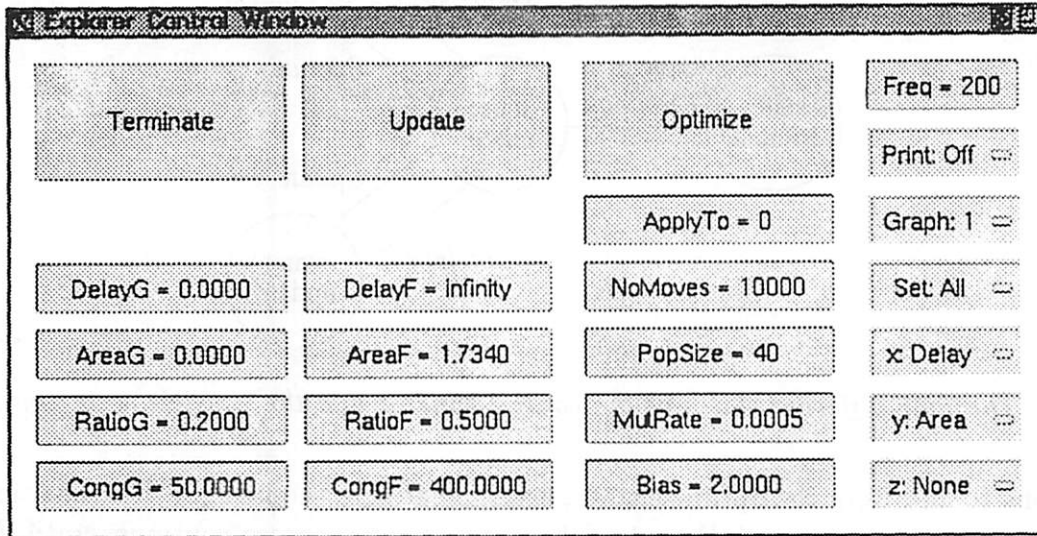 Explorer Control Window
Terminate
Update
Optimize
Freq = 200
Print: Off
ApplyTo = 0
Graph: 1
DelayG = 0.0000
DelayF = Infinity
NoMoves = 10000
Set: All
AreaG = 0.0000
AreaF = 1.7340
PopSize = 40
x: Delay
RatioG = 0.2000
RatioF = 0.5000
MutRate = 0.0005
y: Area
CongG = 50.0000
CongF = 400.0000
Bias = 2.0000
z: None